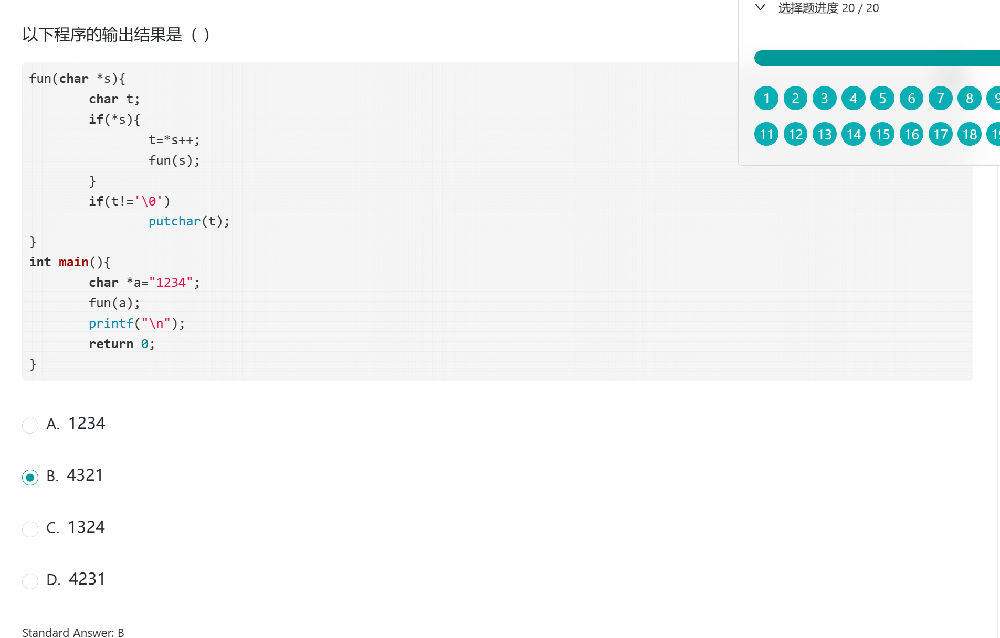 选择题进度 20 / 20
1 2 3 4 5 6 7 8
11 12 13 14 15 16 17 18
以下程序的输出结果是（ ）
fun(char *s){
        char t;
        if(*s){
                t=*s++;
                fun(s);
        }
        if(t!='\0')
                putchar(t);
}
int main(){
        char *a="1234";
        fun(a);
        printf("\n");
        return 0;
}
A. 1234
B. 4321
C. 1324
D. 4231
Standard Answer: B